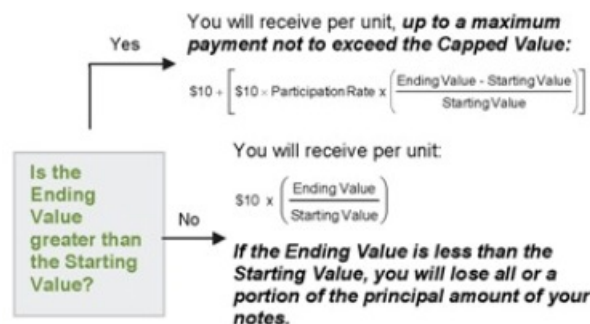 Yes
You will receive per unit, up to a maximum
payment not to exceed the Capped Value:
$10 + [ $10 × Participation Rate x ( Ending Value - Starting Value
Starting Value ) ]
Is the
Ending
Value
greater than
the Starting
Value?
No
You will receive per unit:
$10 x ( Ending Value
Starting Value )
If the Ending Value is less than the
Starting Value, you will lose all or a
portion of the principal amount of your
notes.